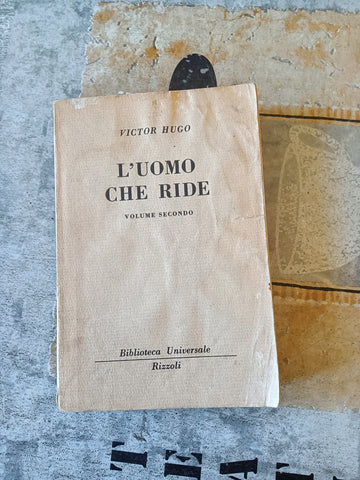 VICTOR HUGO
L'UOMO
CHE RIDE
VOLUME SECONDO
Biblioteca Universale
Rizzoli